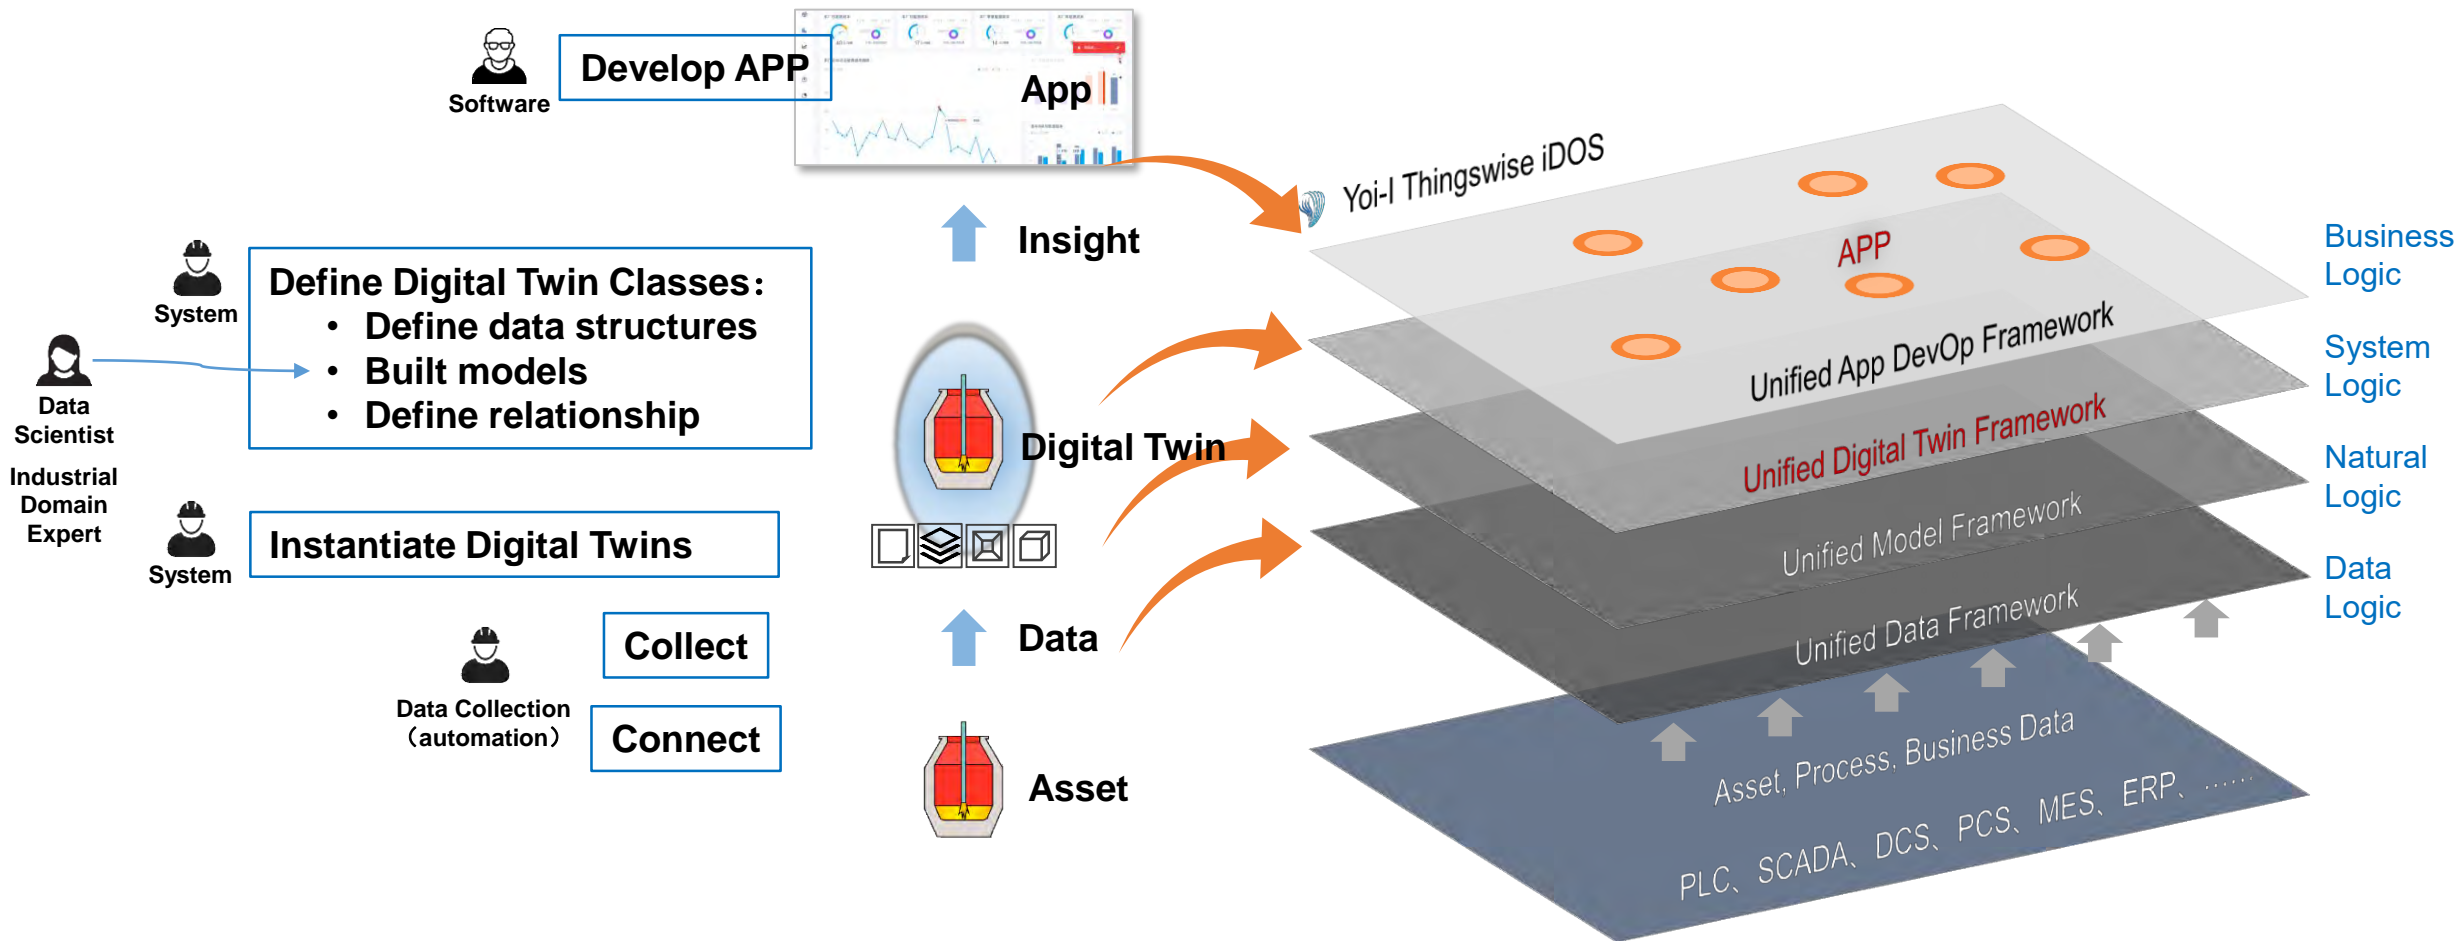 Software
Develop APP
App
Insight
System
Define Digital Twin Classes：
• Define data structures
• Built models
• Define relationship
Data
Scientist
Industrial
Domain
Expert
System
Instantiate Digital Twins
Digital Twin
Collect
Data
Data Collection
（automation）
Connect
Asset
Yoi-I Thingswise iDOS
APP
Unified App DevOp Framework
Unified Digital Twin Framework
Unified Model Framework
Unified Data Framework
Asset, Process, Business Data
PLC、SCADA、DCS、PCS、MES、ERP、……
Business
Logic
System
Logic
Natural
Logic
Data
Logic